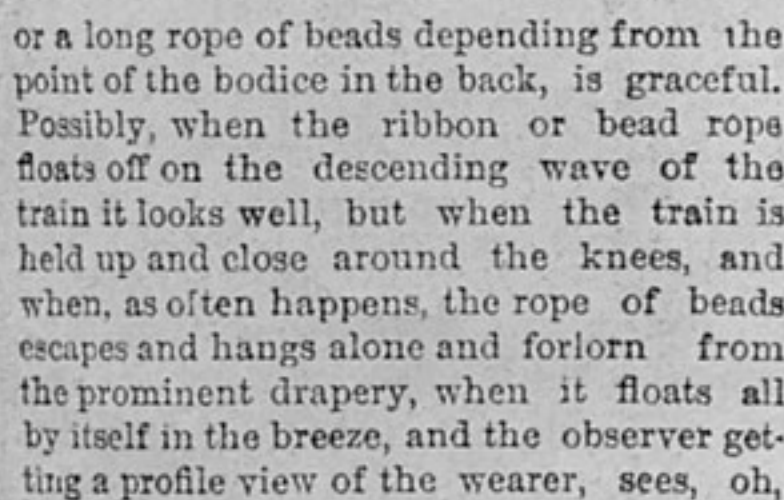 or a long rope of beads depending from the
point of the bodice in the back, is graceful.
Possibly, when the ribbon or bead rope
floats off on the descending wave of the
train it looks well, but when the train is
held up and close around the knees, and
when, as often happens, the rope of beads
escapes and hangs alone and forlorn from
the prominent drapery, when it floats all
by itself in the breeze, and the observer get-
ting a profile view of the wearer, sees, oh,